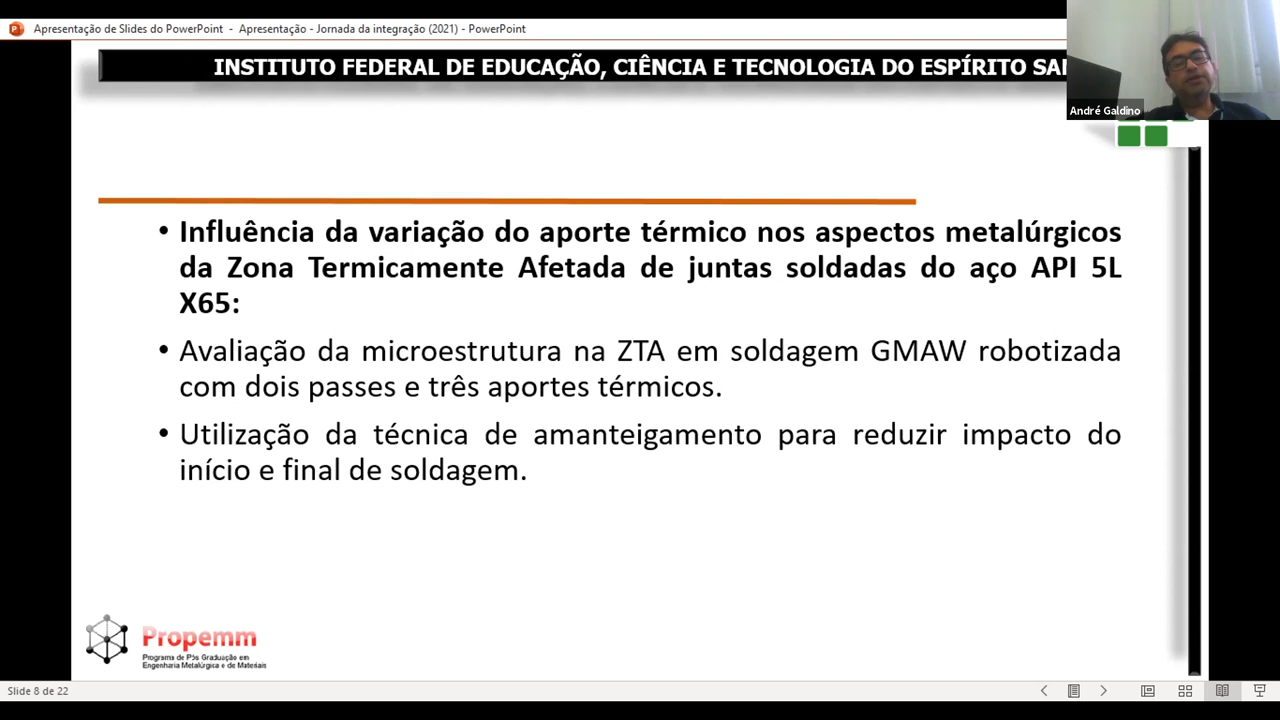 Apresentação de Slides do PowerPoint - Apresentação - Jornada da integração (2021) - PowerPoint
INSTITUTO FEDERAL DE EDUCAÇÃO, CIÊNCIA E TECNOLOGIA DO ESPÍRITO SAN
André Galdino
• Influência da variação do aporte térmico nos aspectos metalúrgicos
da Zona Termicamente Afetada de juntas soldadas do aço API 5L
X65:
• Avaliação da microestrutura na ZTA em soldagem GMAW robotizada
com dois passes e três aportes térmicos.
• Utilização da técnica de amanteigamento para reduzir impacto do
início e final de soldagem.
Propemm
Programa de Pós Graduação em
Engenharia Metalúrgica e de Materiais
Slide 8 de 22